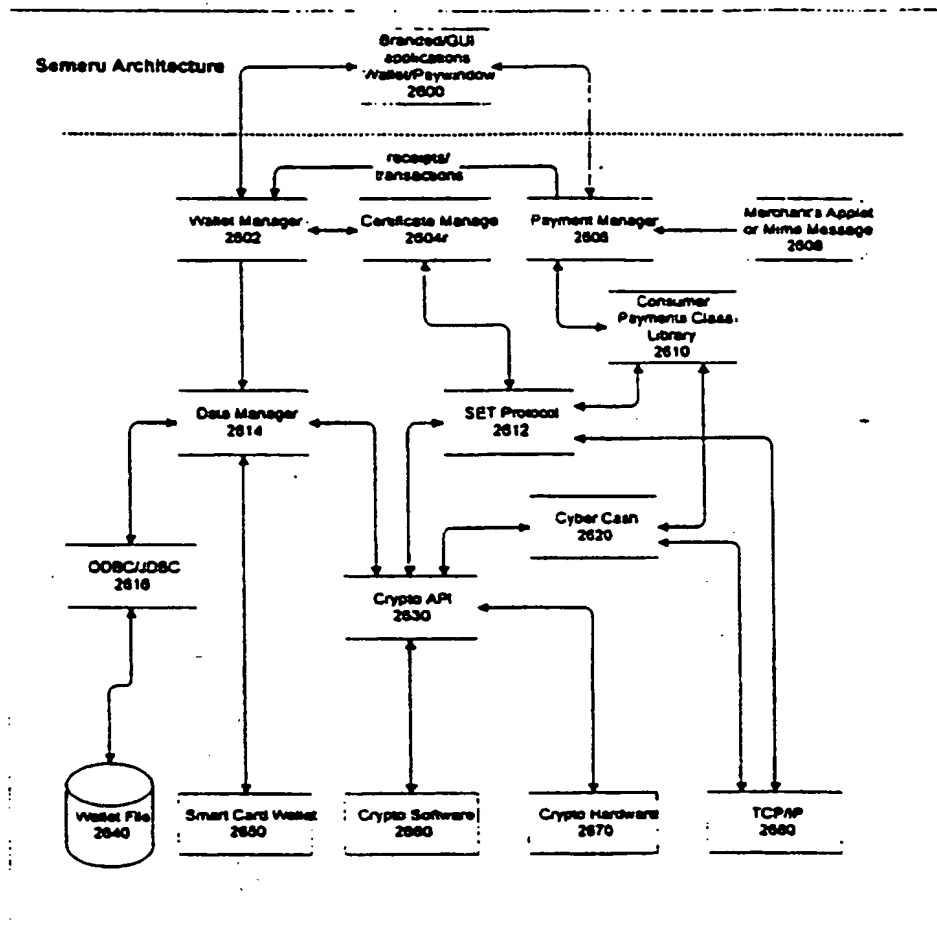 Branded/GUI
applications
Wallet/Paywindow
2600
Semeru Architecture
receipts/
transactions
Wallet Manager
2602
Certificate Manage
2604r
Payment Manager
2606
Merchant's Applet
or Mime Message
2608
Consumer
Payments Class
Library
2610
Data Manager
2614
SET Protocol
2612
Cyber Cash
2620
ODBC/JDBC
2616
Crypto API
2630
Wallet File
2640
Smart Card Wallet
2650
Crypto Software
2660
Crypto Hardware
2670
TCP/IP
2680